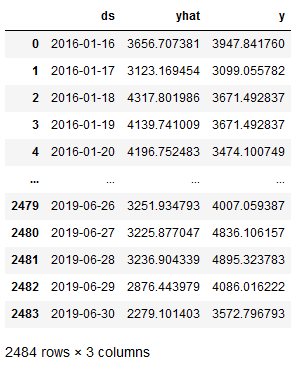 ds yhat y
0 2016-01-16 3656.707381 3947.841760
1 2016-01-17 3123.169454 3099.055782
2 2016-01-18 4317.801986 3671.492837
3 2016-01-19 4139.741009 3671.492837
4 2016-01-20 4196.752483 3474.100749
... ... ... ...
2479 2019-06-26 3251.934793 4007.059387
2480 2019-06-27 3225.877047 4836.106157
2481 2019-06-28 3236.904339 4895.323783
2482 2019-06-29 2876.443979 4086.016222
2483 2019-06-30 2279.101403 3572.796793
2484 rows × 3 columns